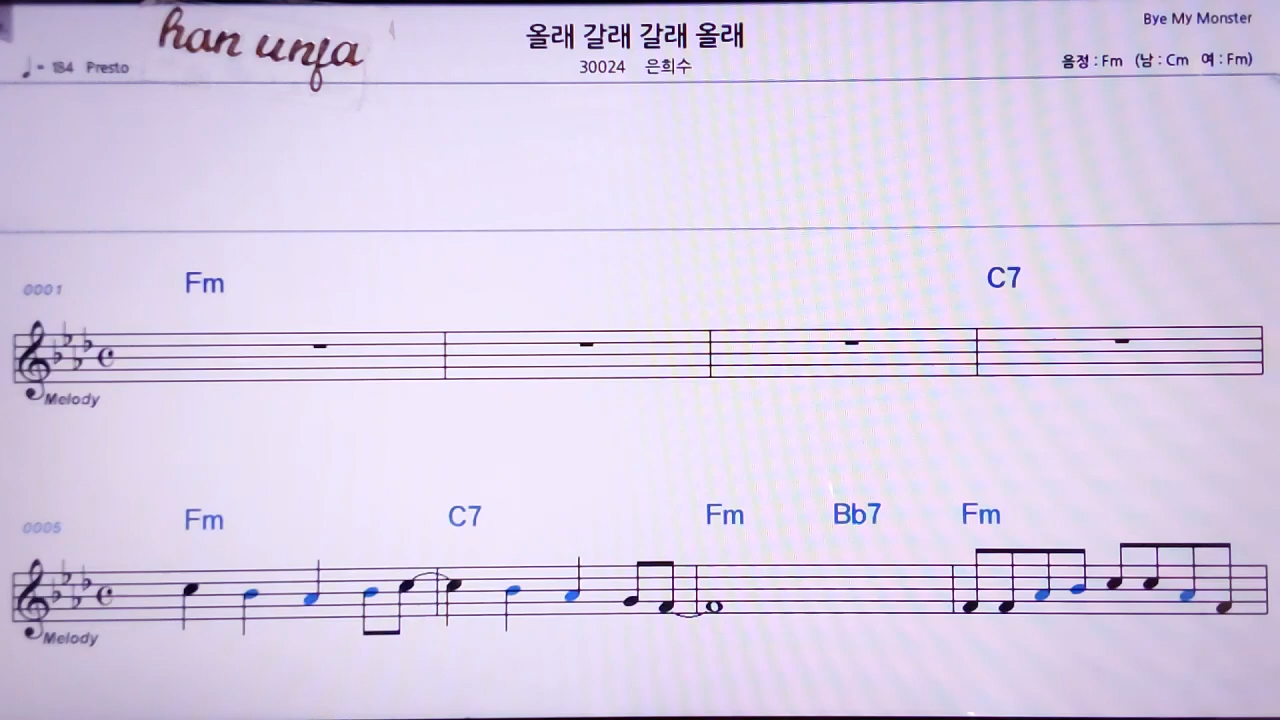 han unfa
올래 갈래 갈래 올래
Bye My Monster
♩ = 184 Presto
30024 은희수
음정 : Fm (남 : Cm 여 : Fm)
Fm C7
0001
Melody
Fm C7 Fm Bb7 Fm
0005
Melody